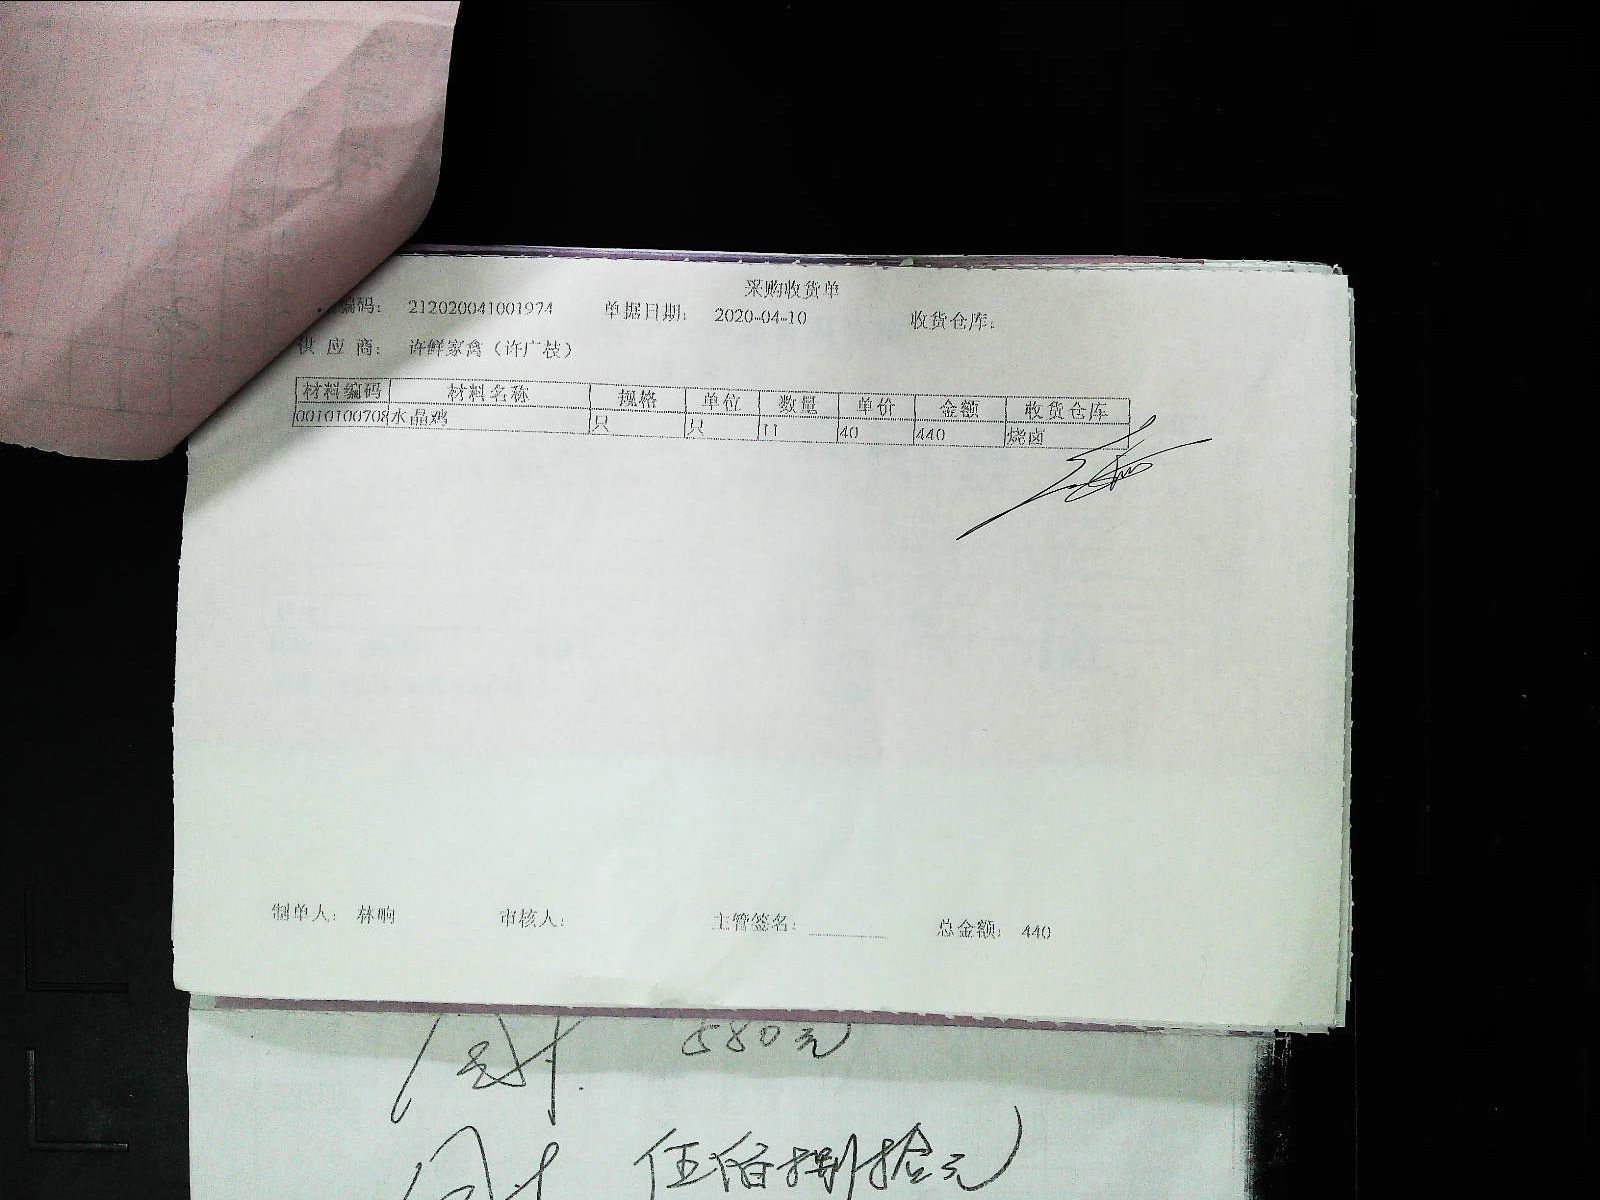 采购收货单
编码: 212020041001974 单据日期: 2020-04-10 收货仓库:
供应商: 许鲜家禽（许广枝）
材料编码 材料名称 规格 单位 数量 单价 金额 收货仓库
0010100708 水晶鸡 只 只 11 40 440 烧卤
制单人: 林晌 审核人: 主管签名: 总金额: 440
580元
伍佰捌拾元